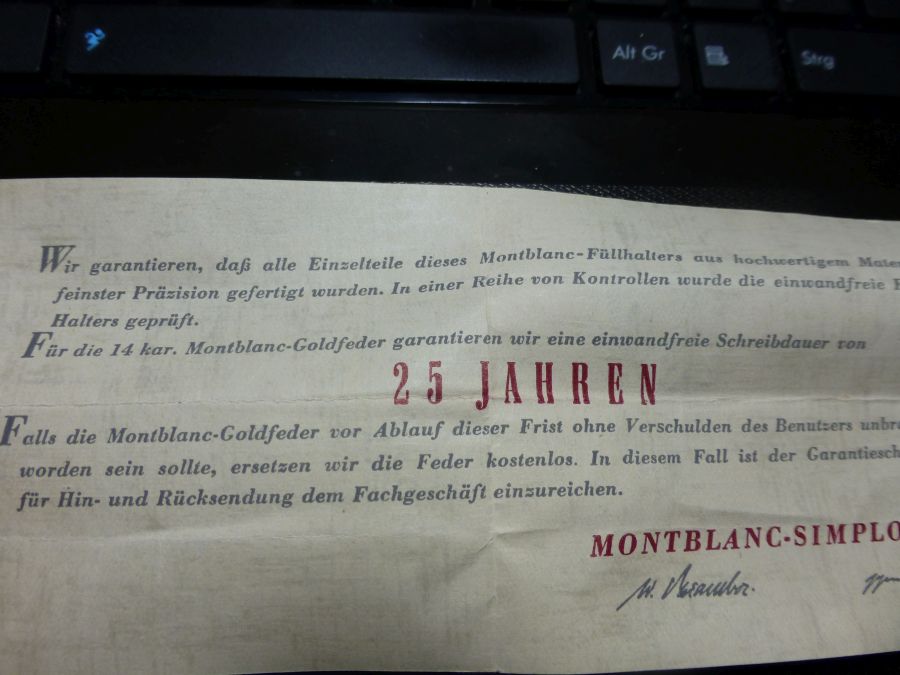 Alt Gr
Strg
Wir garantieren, daß alle Einzelteile dieses Montblanc-Füllhalters aus hochwertigem Mate
feinster Präzision gefertigt wurden. In einer Reihe von Kontrollen wurde die einwandfreie
Halters geprüft.
Für die 14 kar. Montblanc-Goldfeder garantieren wir eine einwandfreie Schreibdauer von
25 JAHREN
Falls die Montblanc-Goldfeder vor Ablauf dieser Frist ohne Verschulden des Benutzers unbr
worden sein sollte, ersetzen wir die Feder kostenlos. In diesem Fall ist der Garantiesch
für Hin- und Rücksendung dem Fachgeschäft einzureichen.
MONTBLANC-SIMPLO